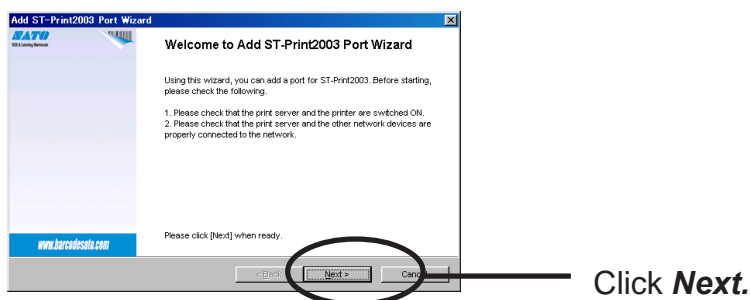 Add ST-Print2003 Port Wizard
SATO
Welcome to Add ST-Print2003 Port Wizard
Using this wizard, you can add a port for ST-Print2003. Before starting,
please check the following.
1. Please check that the print server and the printer are switched ON.
2. Please check that the print server and the other network devices are
properly connected to the network.
Please click [Next] when ready.
www.barcodesato.com
< Back
Next >
Click Next.